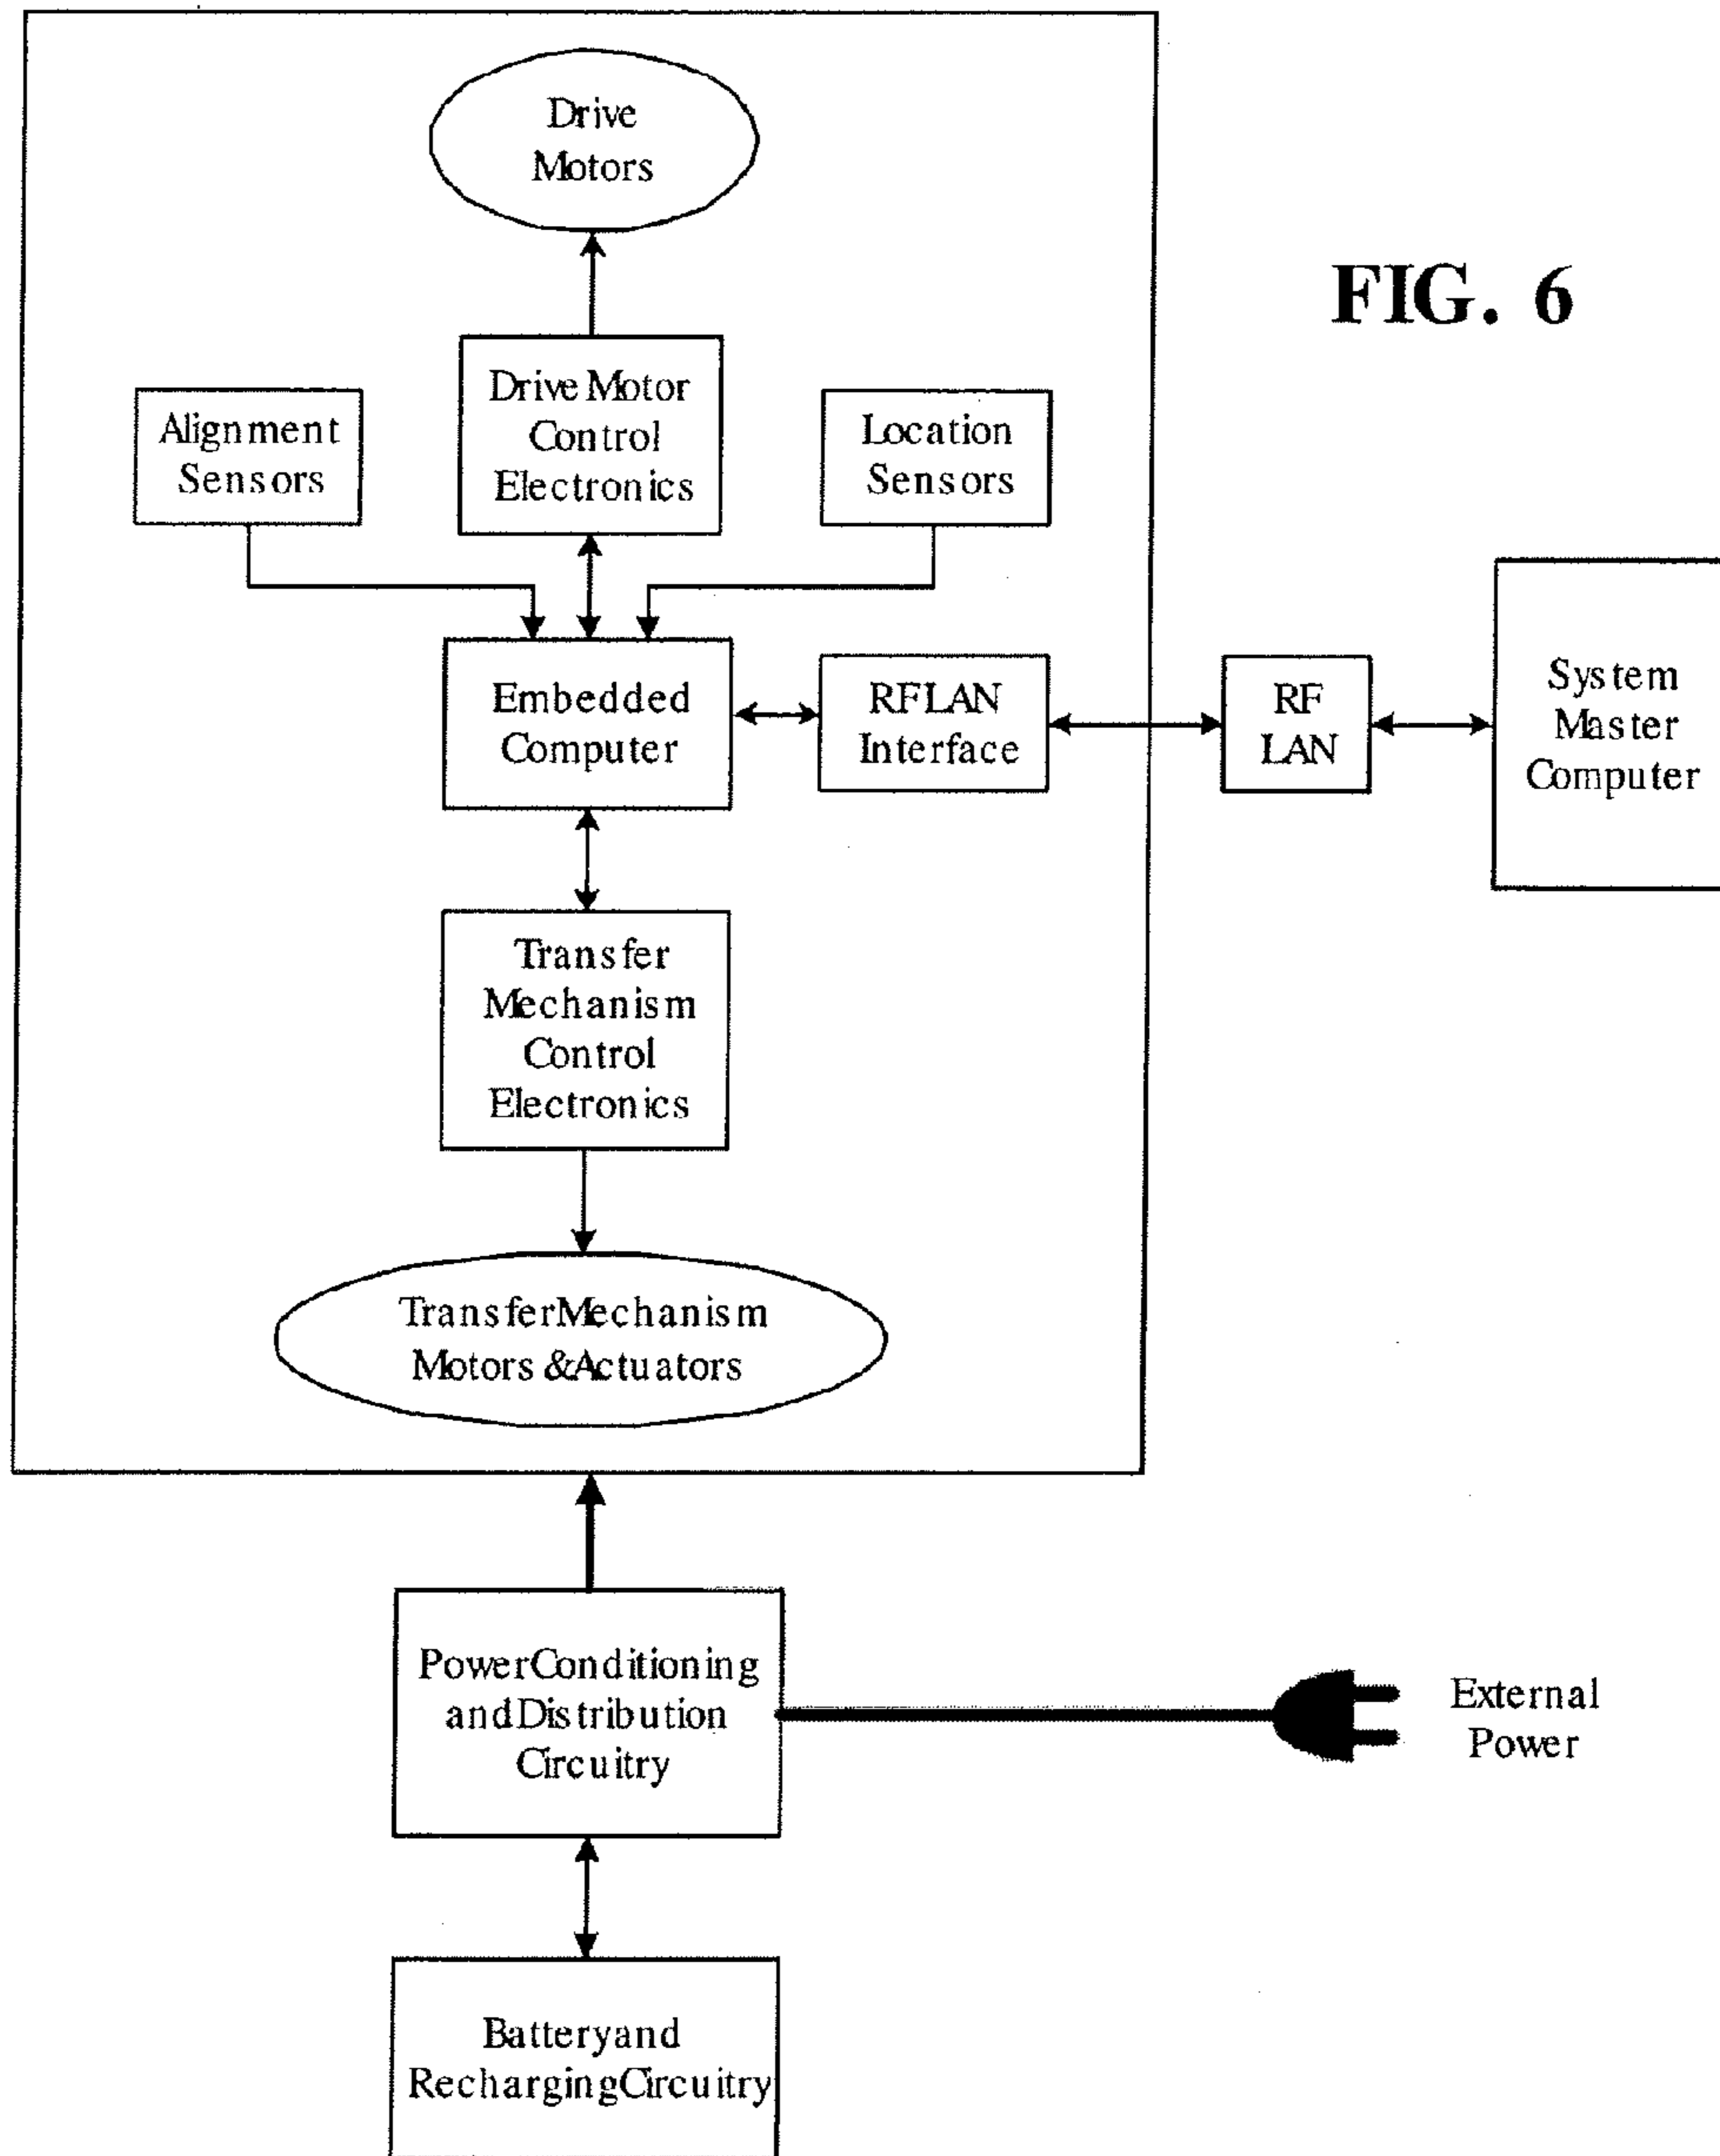 Drive
Motors
FIG. 6
Alignment
Sensors
Drive Motor
Control
Electronics
Location
Sensors
Embedded
Computer
RF LAN
Interface
RF
LAN
System
Master
Computer
Transfer
Mechanism
Control
Electronics
Transfer Mechanism
Motors & Actuators
Power Conditioning
and Distribution
Circuitry
External
Power
Battery and
Recharging Circuitry